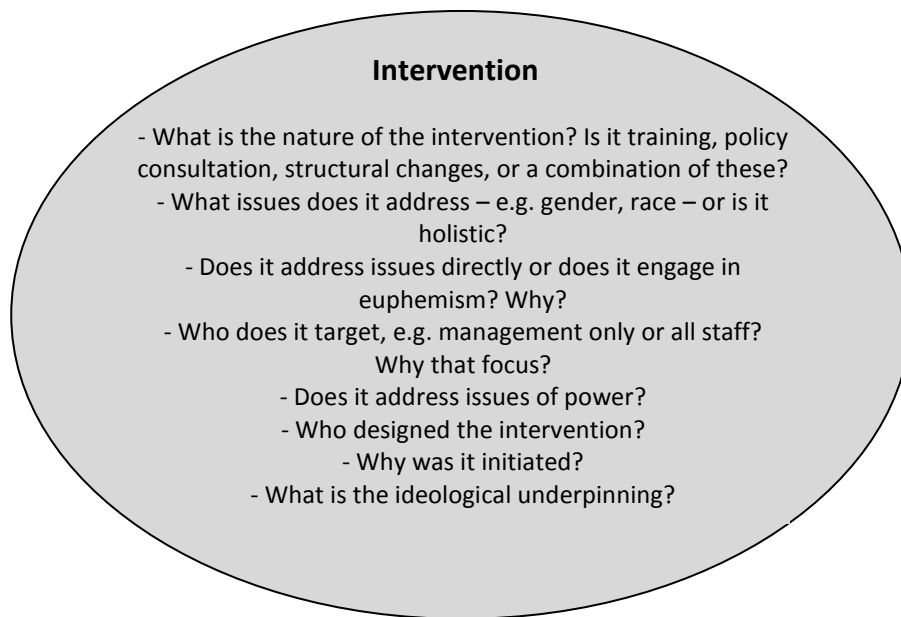 Intervention
- What is the nature of the intervention? Is it training, policy
consultation, structural changes, or a combination of these?
- What issues does it address – e.g. gender, race – or is it
holistic?
- Does it address issues directly or does it engage in
euphemism? Why?
- Who does it target, e.g. management only or all staff?
Why that focus?
- Does it address issues of power?
- Who designed the intervention?
- Why was it initiated?
- What is the ideological underpinning?